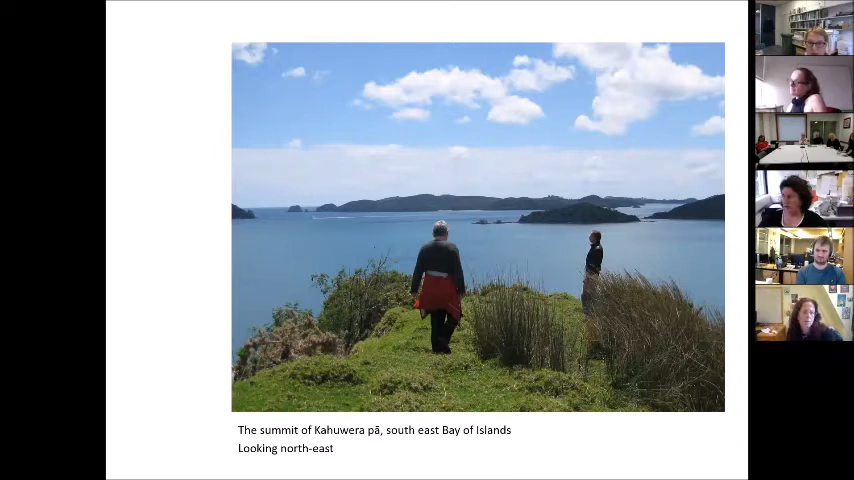 The summit of Kahuwera pā, south east Bay of Islands
Looking north-east